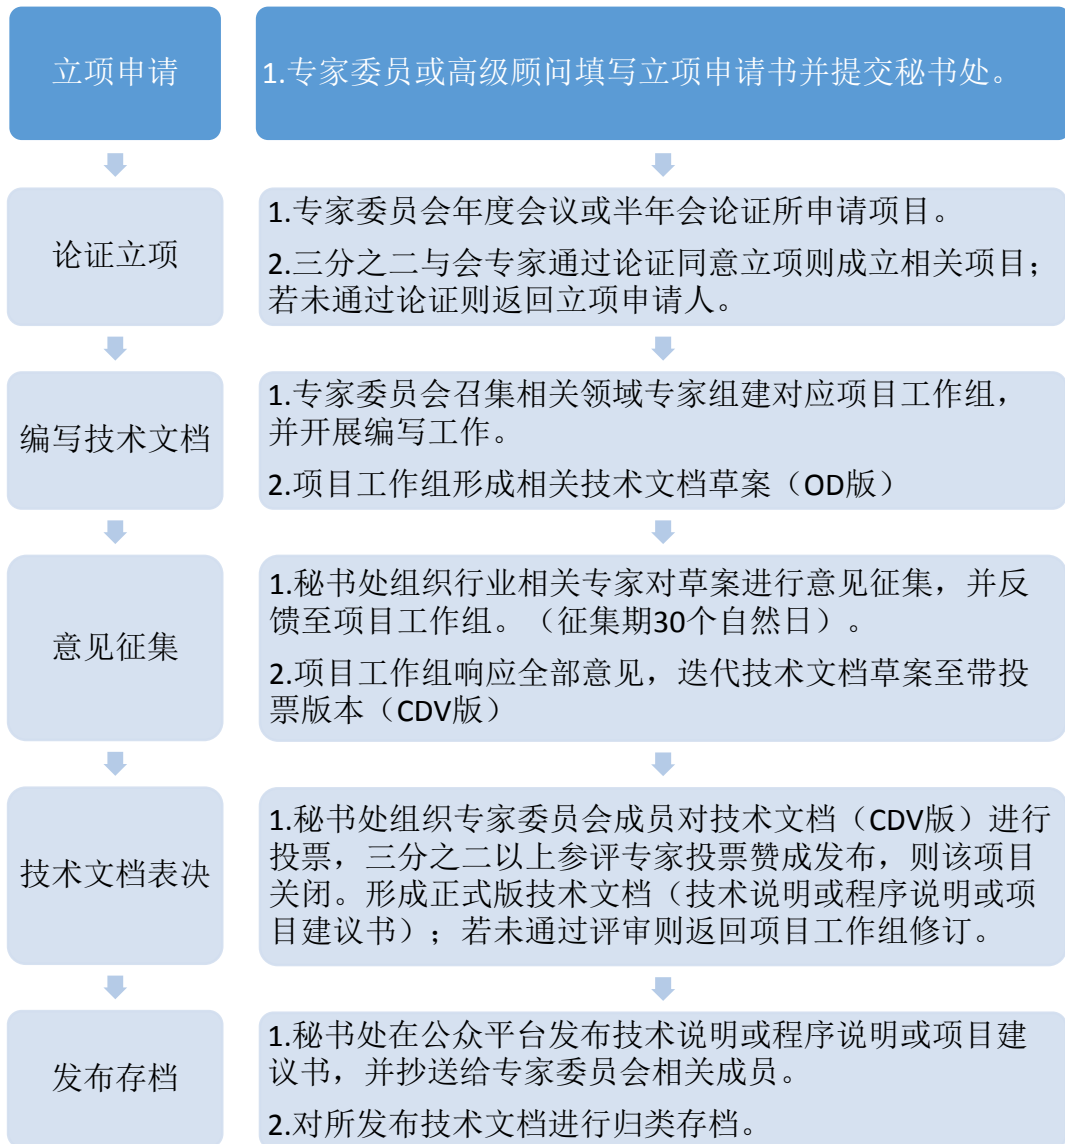 立项申请
1.专家委员或高级顾问填写立项申请书并提交秘书处。
论证立项
1.专家委员会年度会议或半年会论证所申请项目。
2.三分之二与会专家通过论证同意立项则成立相关项目；
若未通过论证则返回立项申请人。
编写技术文档
1.专家委员会召集相关领域专家组建对应项目工作组，
并开展编写工作。
2.项目工作组形成相关技术文档草案（OD版）
意见征集
1.秘书处组织行业相关专家对草案进行意见征集，并反
馈至项目工作组。（征集期30个自然日）。
2.项目工作组响应全部意见，迭代技术文档草案至带投
票版本（CDV版）
技术文档表决
1.秘书处组织专家委员会成员对技术文档（CDV版）进行
投票，三分之二以上参评专家投票赞成发布，则该项目
关闭。形成正式版技术文档（技术说明或程序说明或项
目建议书）；若未通过评审则返回项目工作组修订。
发布存档
1.秘书处在公众平台发布技术说明或程序说明或项目建
议书，并抄送给专家委员会相关成员。
2.对所发布技术文档进行归类存档。